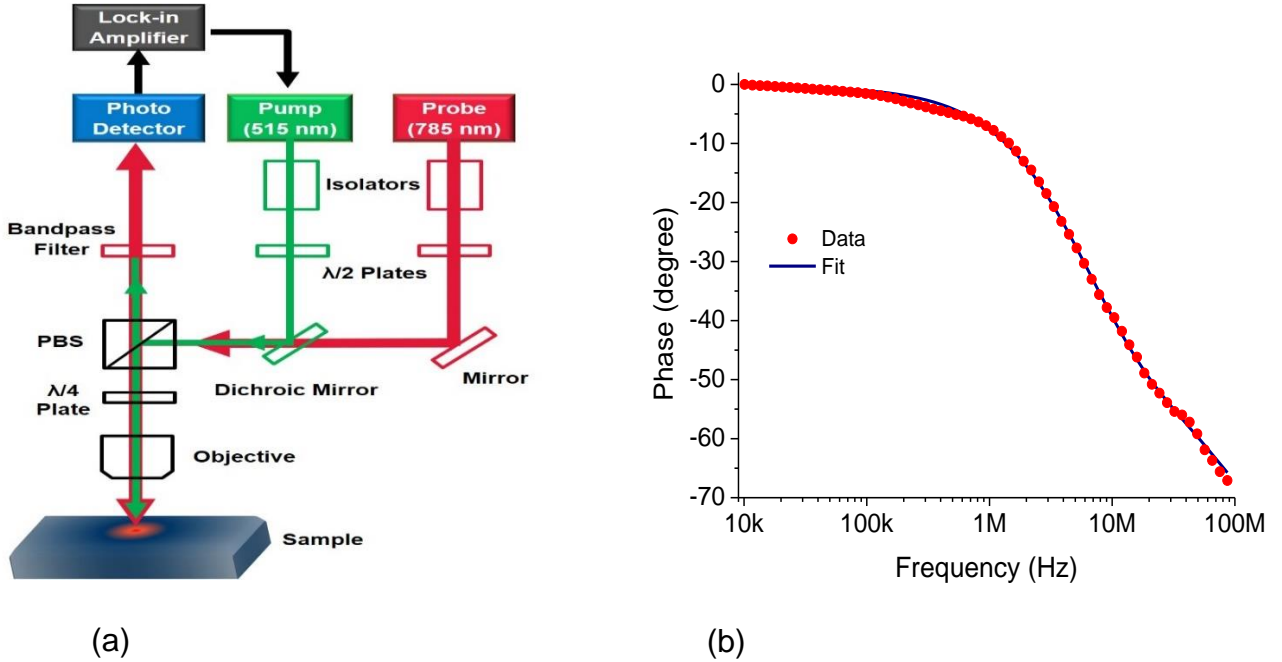 Lock-in
Amplifier
Photo
Detector
Pump
(515 nm)
Probe
(785 nm)
Isolators
Bandpass
Filter
λ/2 Plates
PBS
Dichroic Mirror
Mirror
λ/4
Plate
Objective
Sample
(a)
0
-10
-20
-30
-40
-50
-60
-70
Phase (degree)
Data
Fit
10k
100k
1M
10M
100M
Frequency (Hz)
(b)